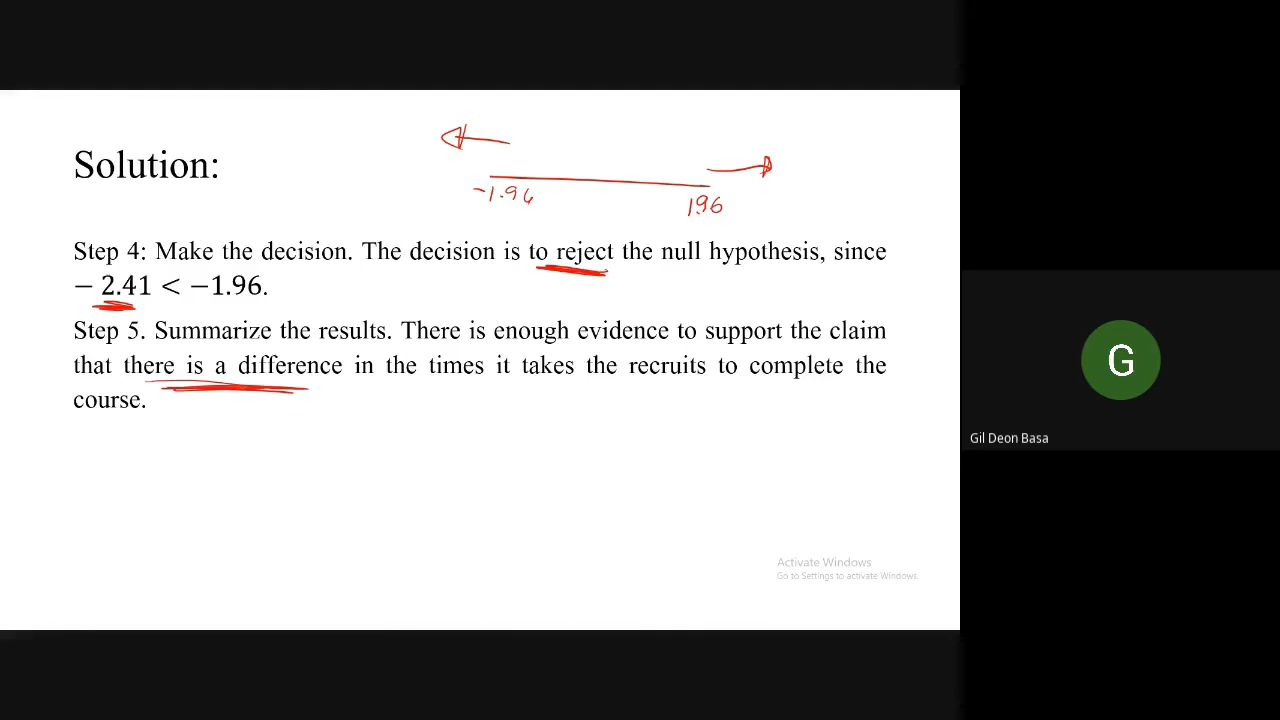 Solution:
-1.96
1.96
Step 4: Make the decision. The decision is to reject the null hypothesis, since
− 2.41 < −1.96.
Step 5. Summarize the results. There is enough evidence to support the claim
that there is a difference in the times it takes the recruits to complete the
course.
G
Gil Deon Basa
Activate Windows
Go to Settings to activate Windows.